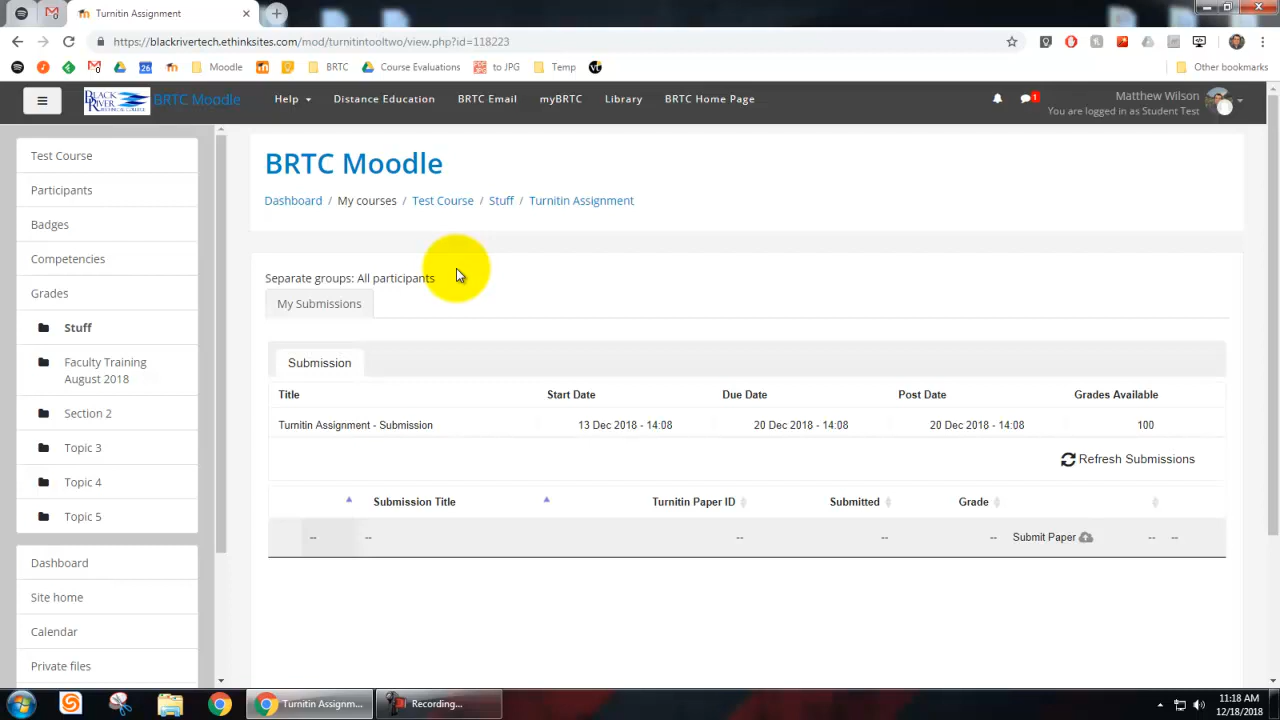 Turnitin Assignment
https://blackrivertech.ethinksites.com/mod/turnitintooltwo/view.php?id=118223
26
Moodle
BRTC
Course Evaluations
to JPG
Temp
Other bookmarks
BLACK RIVER
TECHNICAL COLLEGE
BRTC Moodle
Help
Distance Education
BRTC Email
myBRTC
Library
BRTC Home Page
1
Matthew Wilson
You are logged in as Student Test
Test Course
Participants
Badges
Competencies
Grades
Stuff
Faculty Training
August 2018
Section 2
Topic 3
Topic 4
Topic 5
Dashboard
Site home
Calendar
Private files
BRTC Moodle
Dashboard / My courses / Test Course / Stuff / Turnitin Assignment
Separate groups: All participants
My Submissions
Submission
Title Start Date Due Date Post Date Grades Available
Turnitin Assignment - Submission 13 Dec 2018 - 14:08 20 Dec 2018 - 14:08 20 Dec 2018 - 14:08 100
Refresh Submissions
Submission Title Turnitin Paper ID Submitted Grade
-- -- -- -- -- Submit Paper -- --
Turnitin Assignm...
Recording...
11:18 AM
12/18/2018